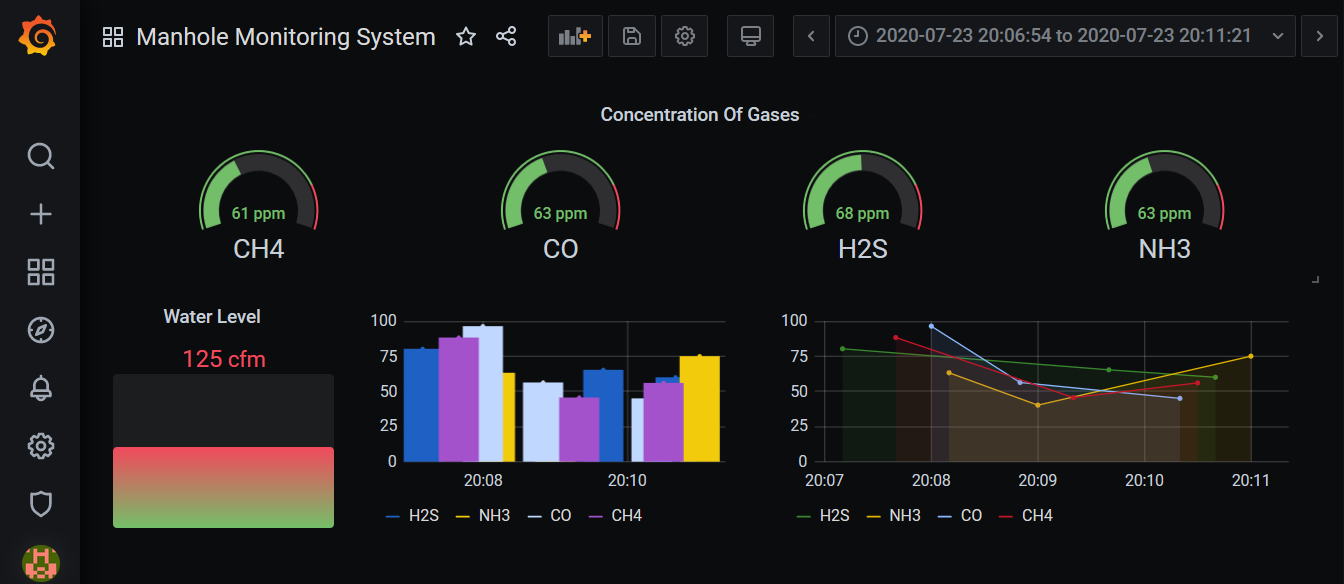 Manhole Monitoring System
2020-07-23 20:06:54 to 2020-07-23 20:11:21
Concentration Of Gases
61 ppm
CH4
63 ppm
CO
68 ppm
H2S
63 ppm
NH3
Water Level
125 cfm
100
75
50
25
0
20:08 20:10
H2S NH3 CO CH4
100
75
50
25
0
20:07 20:08 20:09 20:10 20:11
H2S NH3 CO CH4